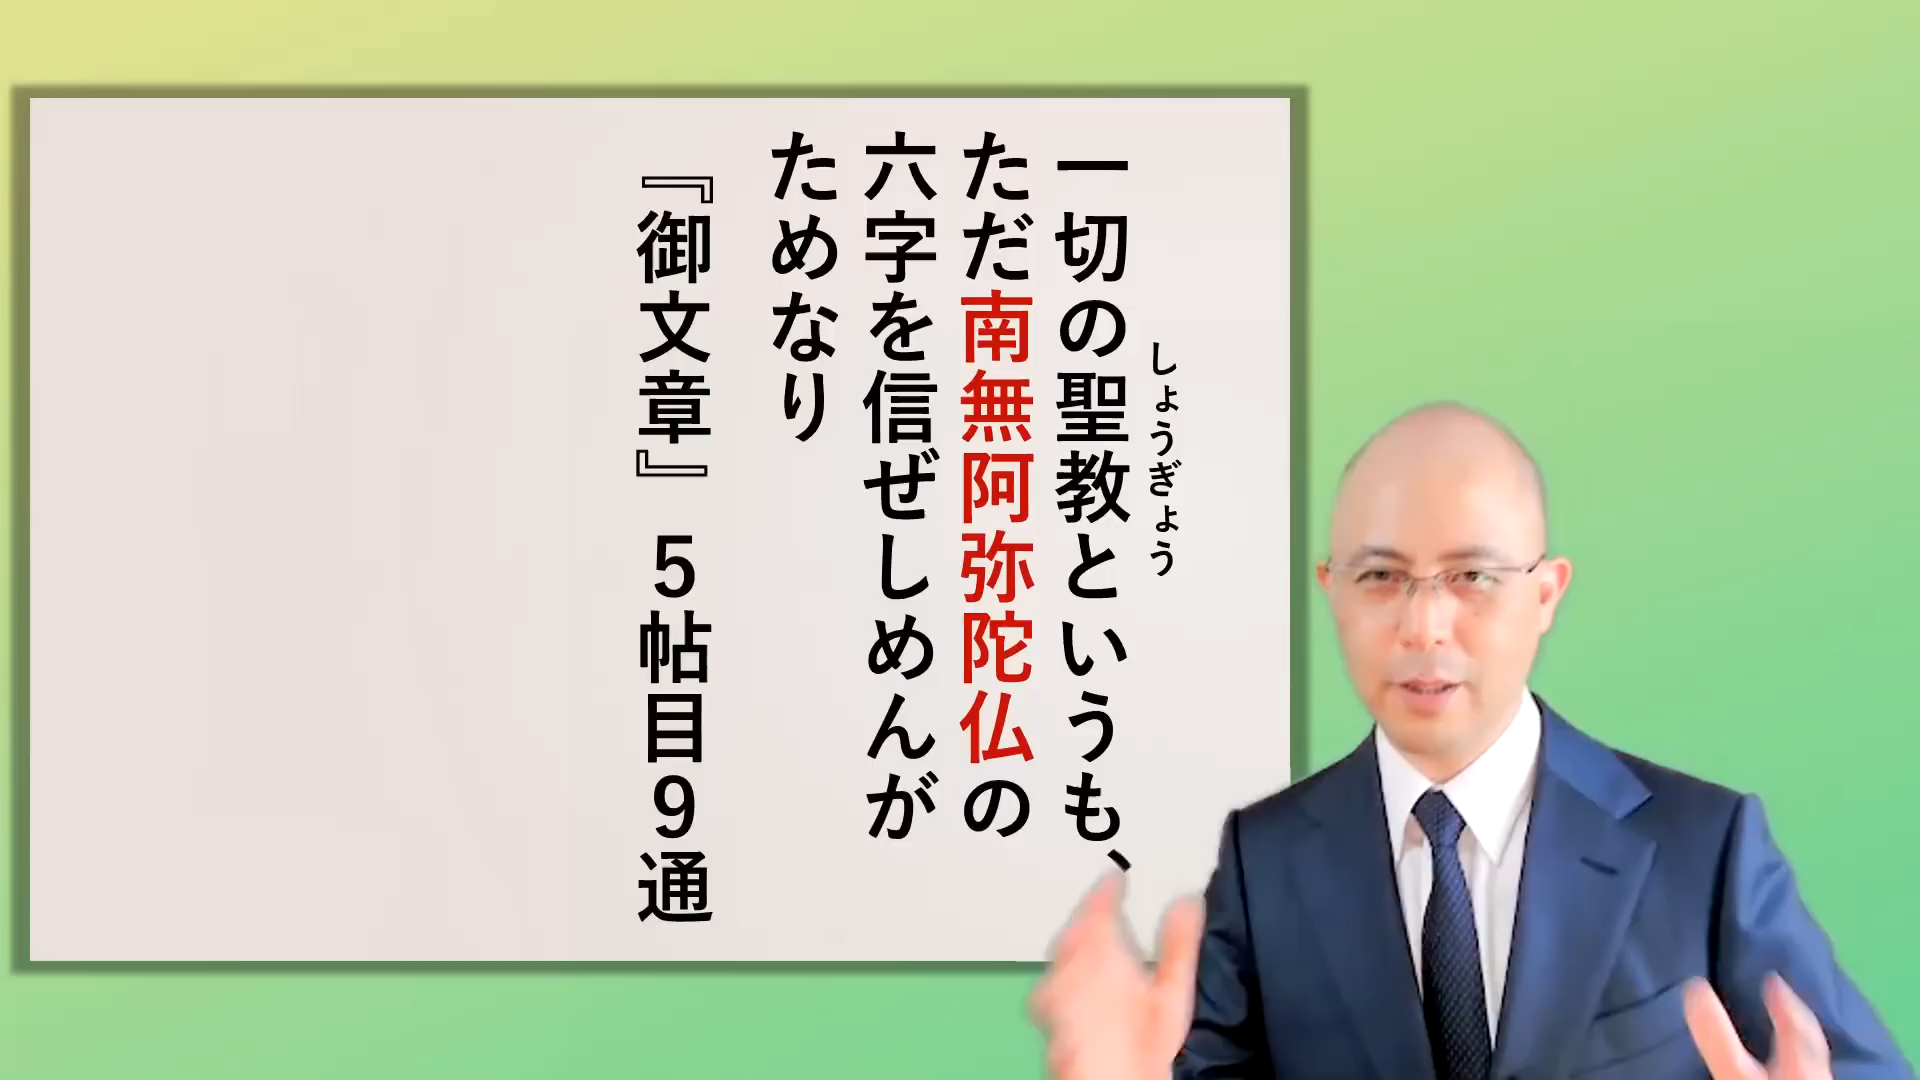 しょうぎょう
一切の聖教というも、
ただ南無阿弥陀仏の
六字を信ぜしめんが
ためなり
『御文章』5帖目9通